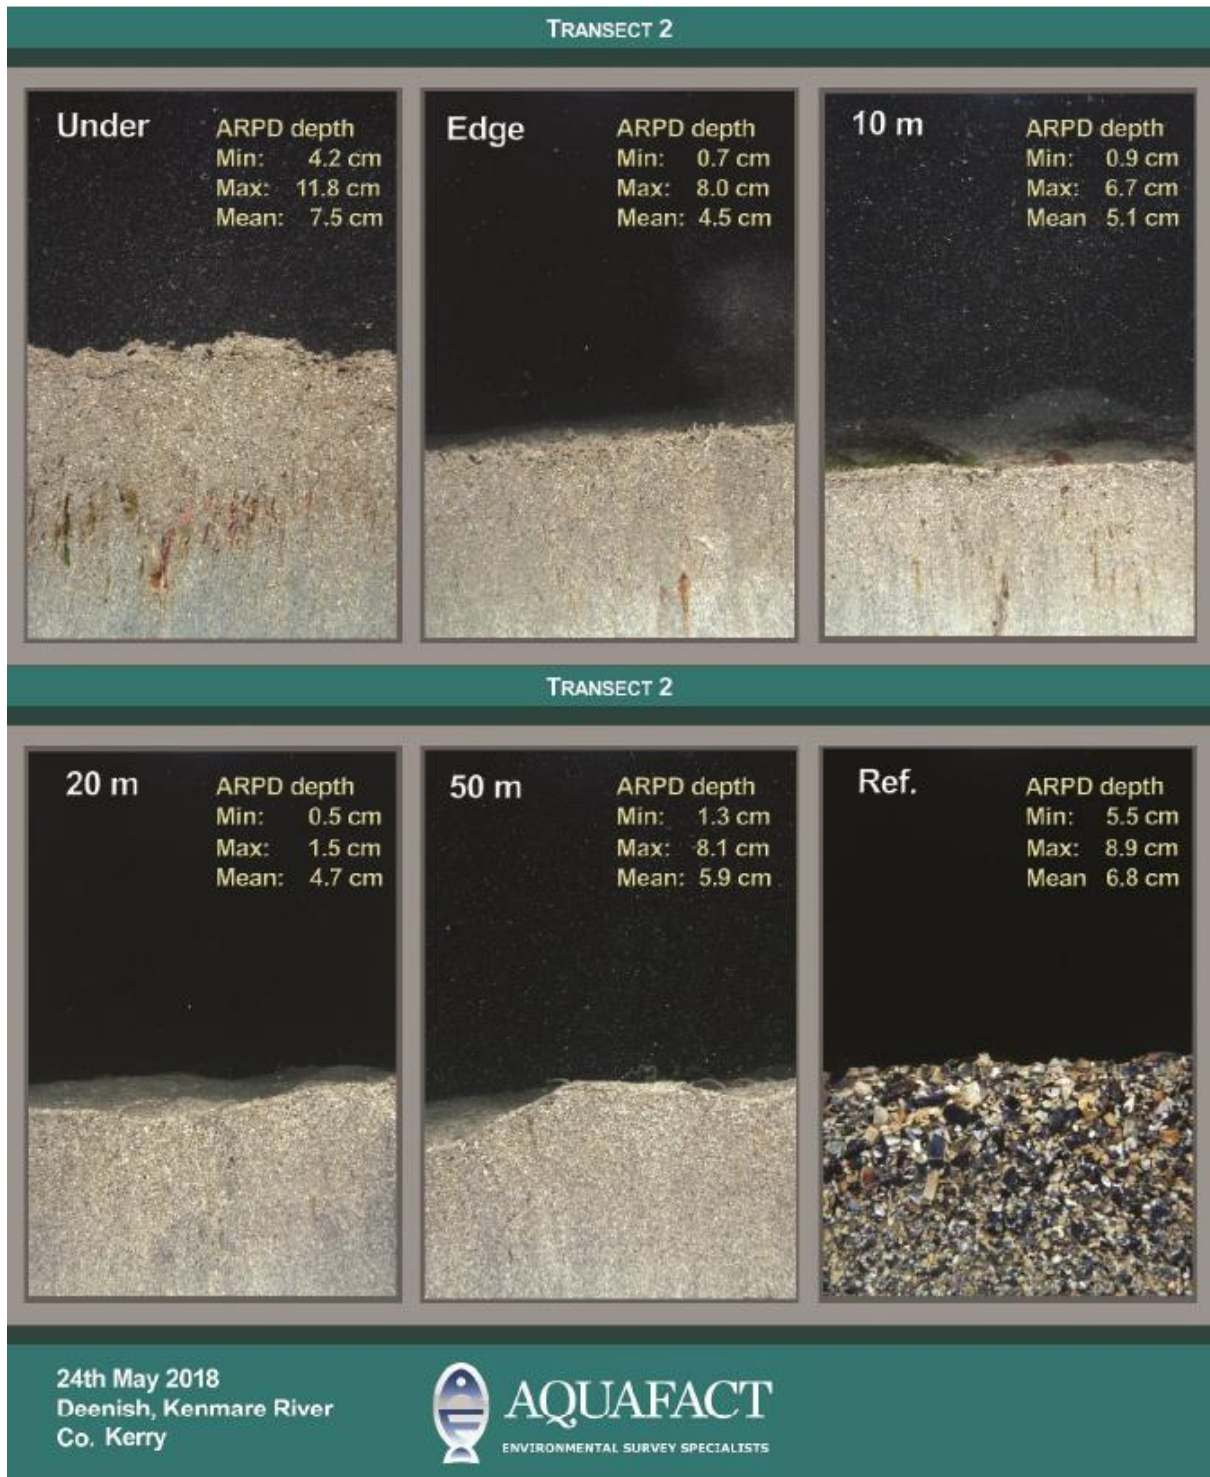 TRANSECT 2
Under
ARPD depth
Min: 4.2 cm
Max: 11.8 cm
Mean: 7.5 cm
Edge
ARPD depth
Min: 0.7 cm
Max: 8.0 cm
Mean: 4.5 cm
10 m
ARPD depth
Min: 0.9 cm
Max: 6.7 cm
Mean 5.1 cm
TRANSECT 2
20 m
ARPD depth
Min: 0.5 cm
Max: 1.5 cm
Mean: 4.7 cm
50 m
ARPD depth
Min: 1.3 cm
Max: 8.1 cm
Mean: 5.9 cm
Ref.
ARPD depth
Min: 5.5 cm
Max: 8.9 cm
Mean 6.8 cm
24th May 2018
Deenish, Kenmare River
Co. Kerry
AQUAFACT
ENVIRONMENTAL SURVEY SPECIALISTS